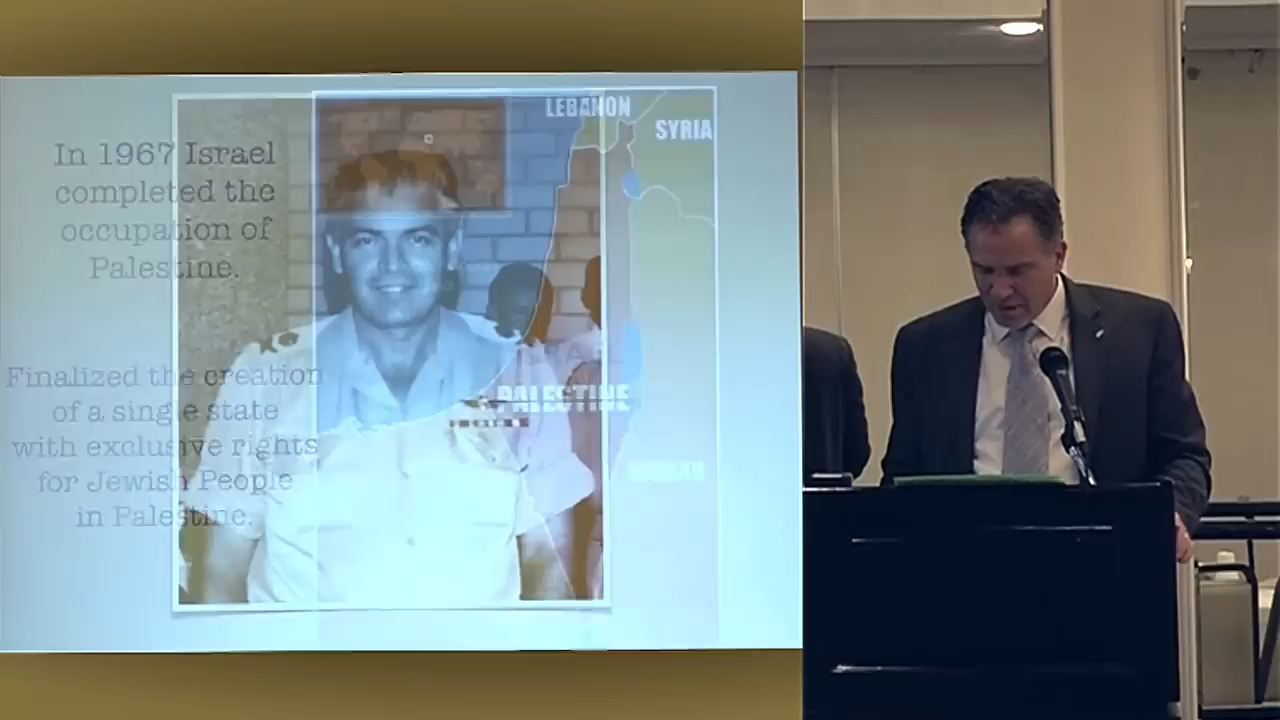 In 1967 Israel
completed the
occupation of
Palestine.
Finalized the creation
of a single state
with exclusive rights
for Jewish People
in Palestine.
LEBANON
SYRIA
PALESTINE